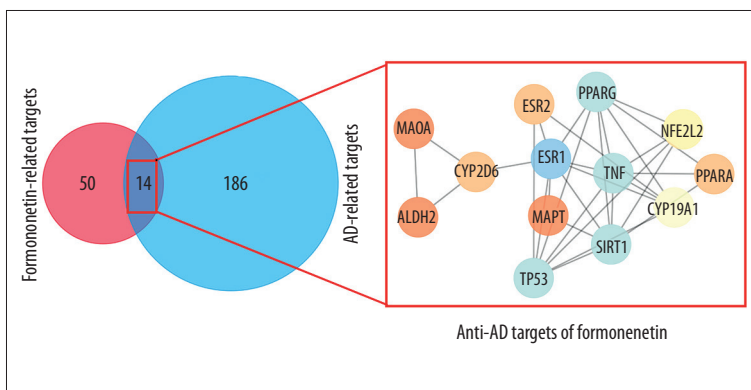 Formononetin-related targets
50
14
186
AD-related targets
MAOA
ALDH2
CYP2D6
ESR2
ESR1
MAPT
TP53
PPARG
TNF
SIRT1
NFE2L2
PPARA
CYP19A1
Anti-AD targets of formonenetin